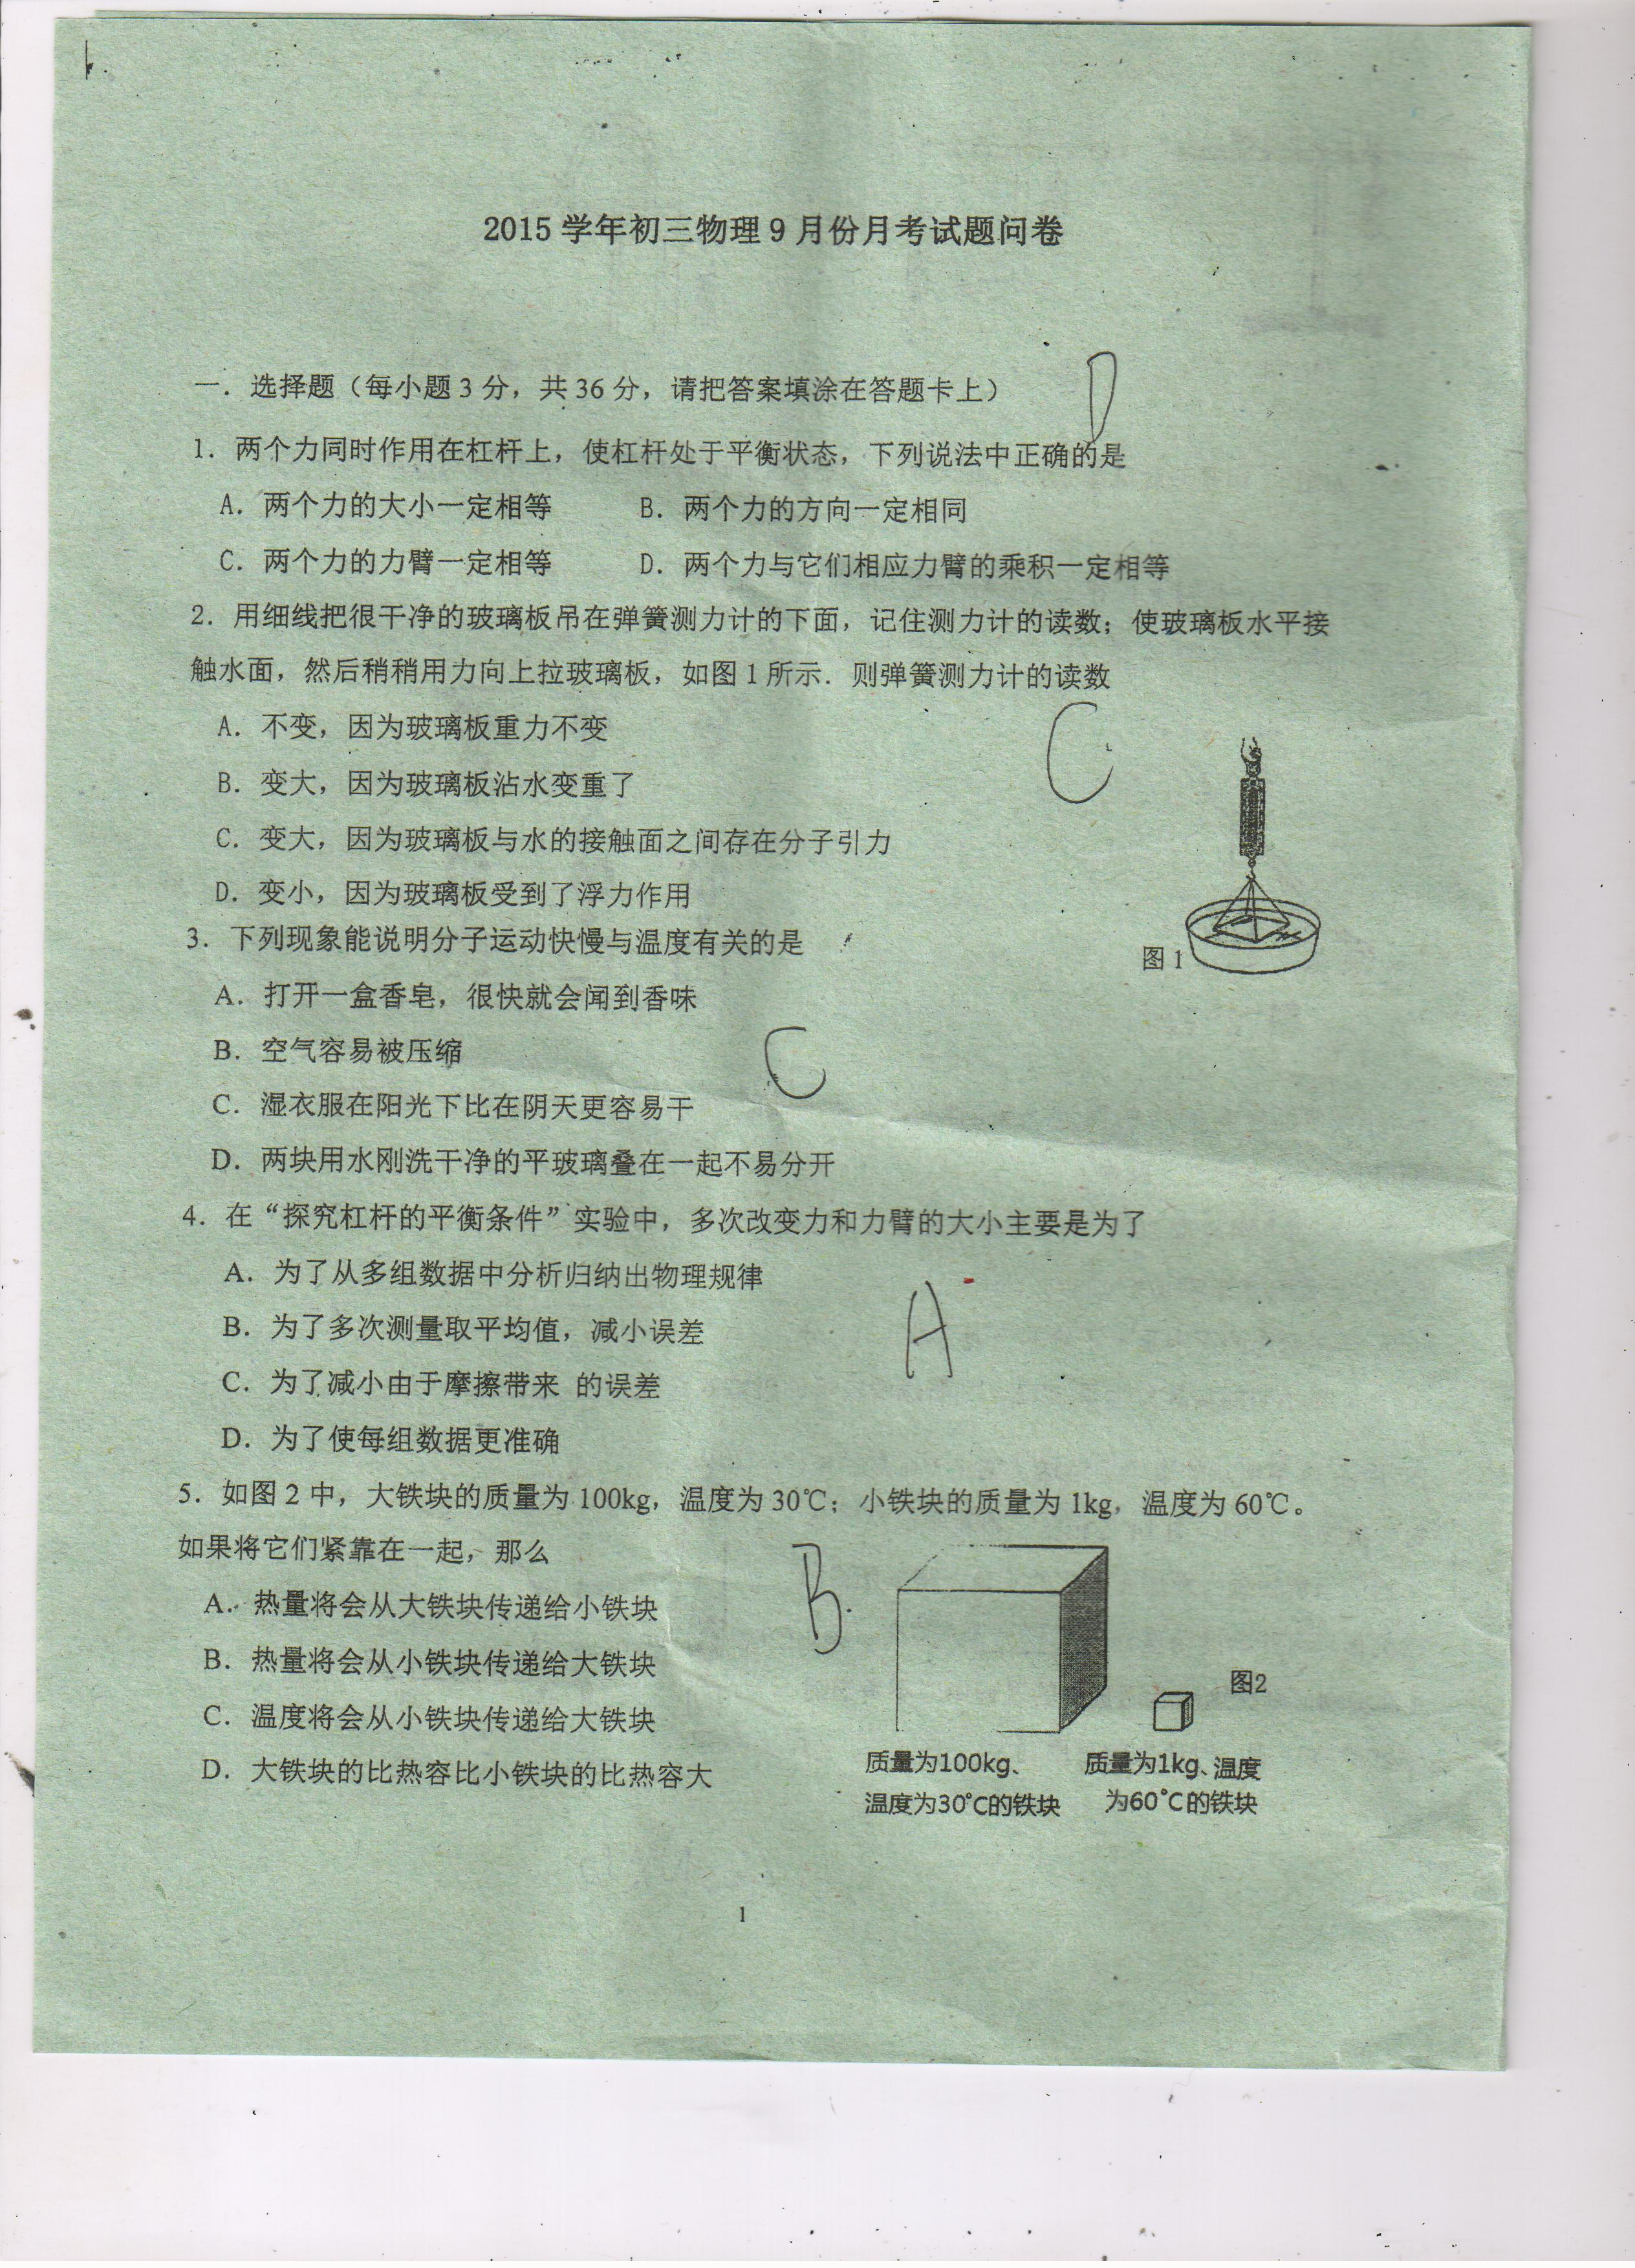 2015 学年初三物理 9 月份月考试题问卷
一．选择题（每小题 3 分，共 36 分，请把答案填涂在答题卡上）
D
1．两个力同时作用在杠杆上，使杠杆处于平衡状态，下列说法中正确的是
A．两个力的大小一定相等 B．两个力的方向一定相同
C．两个力的力臂一定相等 D．两个力与它们相应力臂的乘积一定相等
2．用细线把很干净的玻璃板吊在弹簧测力计的下面，记住测力计的读数；使玻璃板水平接
触水面，然后稍稍用力向上拉玻璃板，如图 1 所示．则弹簧测力计的读数
A．不变，因为玻璃板重力不变
C
B．变大，因为玻璃板沾水变重了
C．变大，因为玻璃板与水的接触面之间存在分子引力
D．变小，因为玻璃板受到了浮力作用
图 1
3．下列现象能说明分子运动快慢与温度有关的是
A．打开一盒香皂，很快就会闻到香味
B．空气容易被压缩
C
C．湿衣服在阳光下比在阴天更容易干
D．两块用水刚洗干净的平玻璃叠在一起不易分开
4．在“探究杠杆的平衡条件”实验中，多次改变力和力臂的大小主要是为了
A．为了从多组数据中分析归纳出物理规律
A
B．为了多次测量取平均值，减小误差
C．为了减小由于摩擦带来 的误差
D．为了使每组数据更准确
5．如图 2 中，大铁块的质量为 100kg，温度为 30℃；小铁块的质量为 1kg，温度为 60℃。
如果将它们紧靠在一起，那么
B
A．热量将会从大铁块传递给小铁块
B．热量将会从小铁块传递给大铁块
C．温度将会从小铁块传递给大铁块
D．大铁块的比热容比小铁块的比热容大
图2
质量为100kg、
温度为30℃的铁块
质量为1kg、温度
为60℃的铁块
1